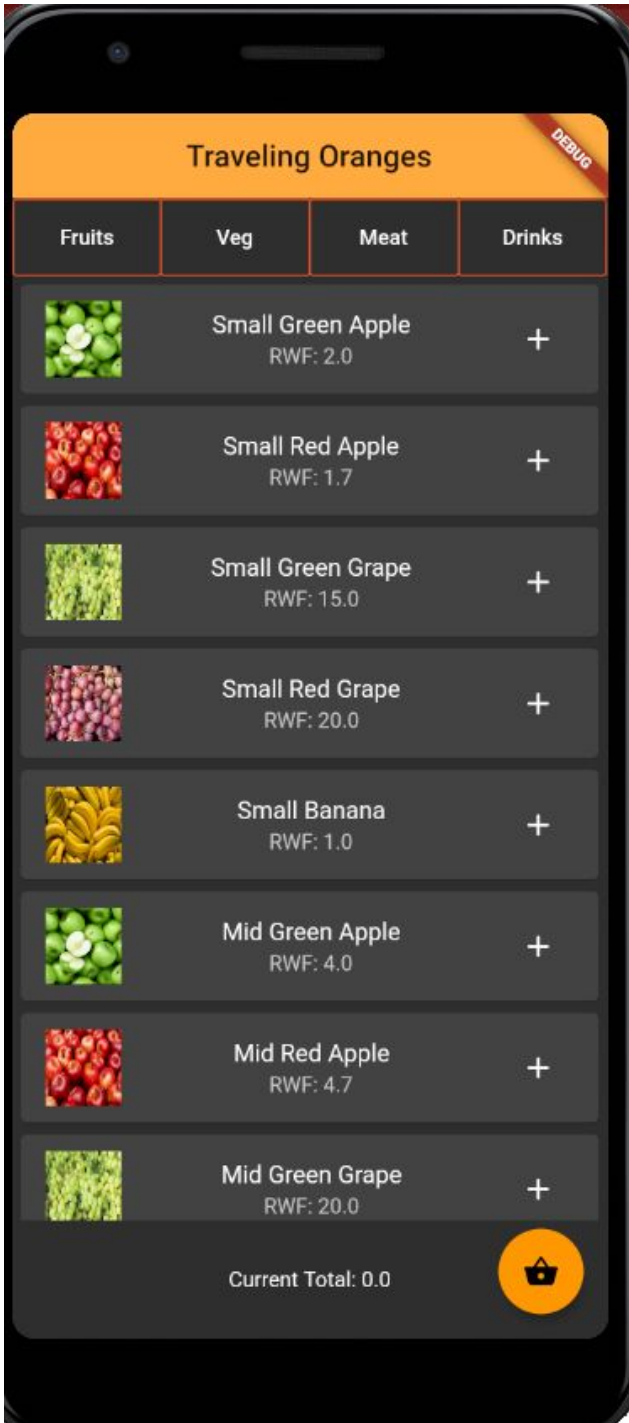 Traveling Oranges
DEBUG
Fruits
Veg
Meat
Drinks
Small Green Apple
RWF: 2.0
+
Small Red Apple
RWF: 1.7
+
Small Green Grape
RWF: 15.0
+
Small Red Grape
RWF: 20.0
+
Small Banana
RWF: 1.0
+
Mid Green Apple
RWF: 4.0
+
Mid Red Apple
RWF: 4.7
+
Mid Green Grape
RWF: 20.0
+
Current Total: 0.0